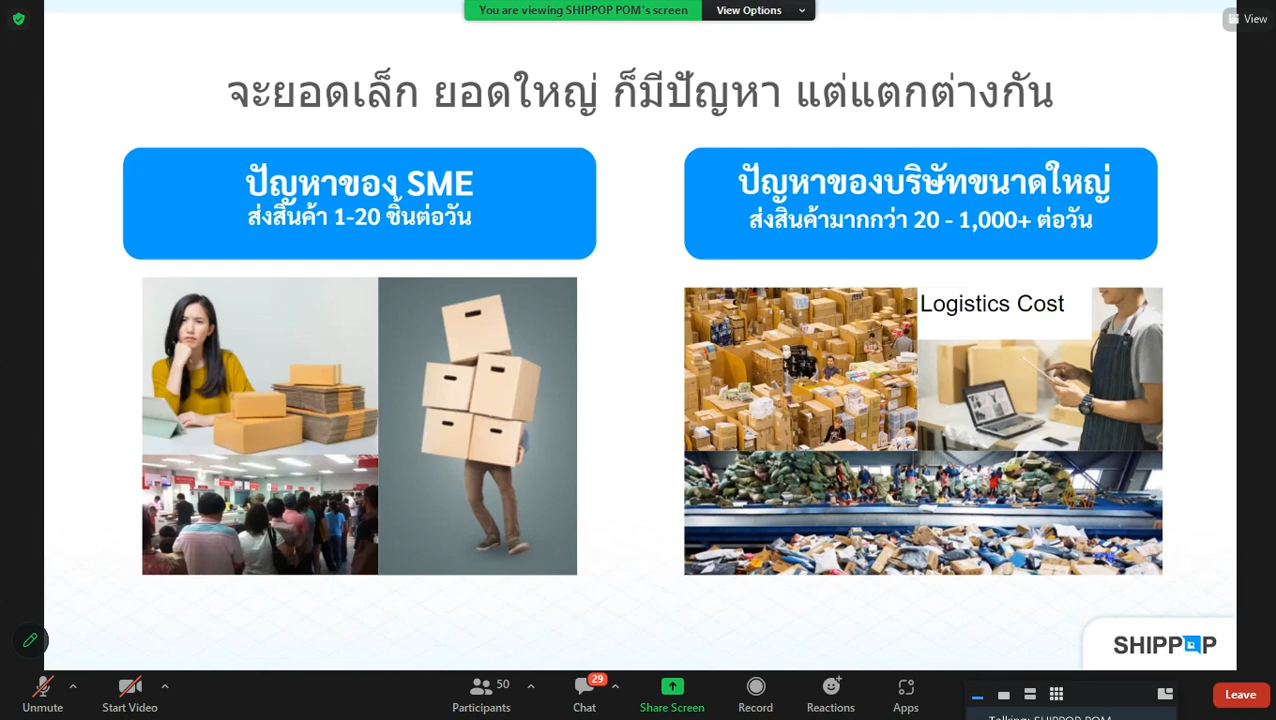 You are viewing SHIPPOP POM's screen
View Options
View
จะยอดเล็ก ยอดใหญ่ ก็มีปัญหา แต่แตกต่างกัน
ปัญหาของ SME
ส่งสินค้า 1-20 ชิ้นต่อวัน
ปัญหาของบริษัทขนาดใหญ่
ส่งสินค้ามากกว่า 20 - 1,000+ ต่อวัน
Logistics Cost
SHIPPOP
Unmute
Start Video
50
Participants
29
Chat
Share Screen
Record
Reactions
Apps
Talking: SHIPPOP POM
Leave